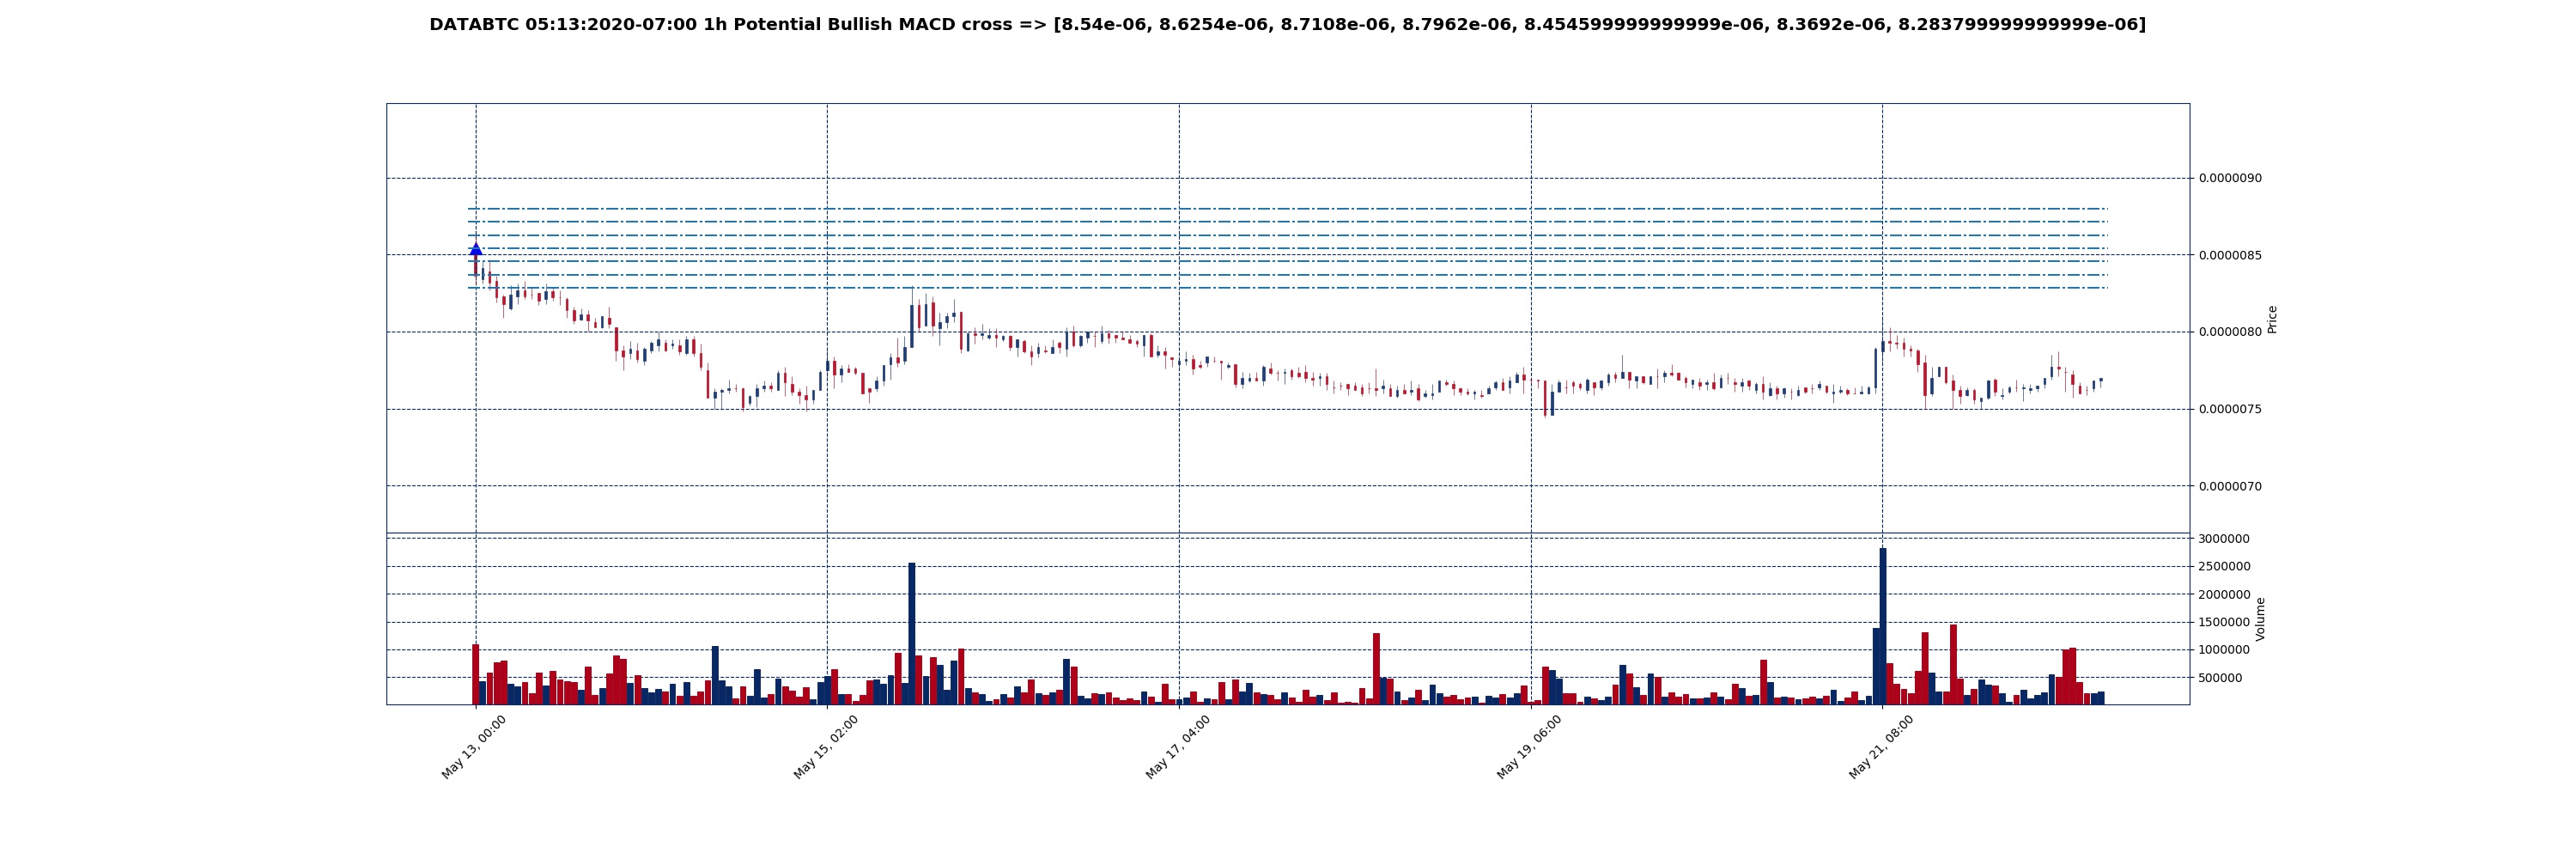 DATABTC 05:13:2020-07:00 1h Potential Bullish MACD cross => [8.54e-06, 8.6254e-06, 8.7108e-06, 8.7962e-06, 8.454599999999999e-06, 8.3692e-06, 8.283799999999999e-06]
0.0000090
0.0000085
0.0000080
0.0000075
0.0000070
Price
3000000
2500000
2000000
1500000
1000000
500000
Volume
May 13, 00:00
May 15, 02:00
May 17, 04:00
May 19, 06:00
May 21, 08:00